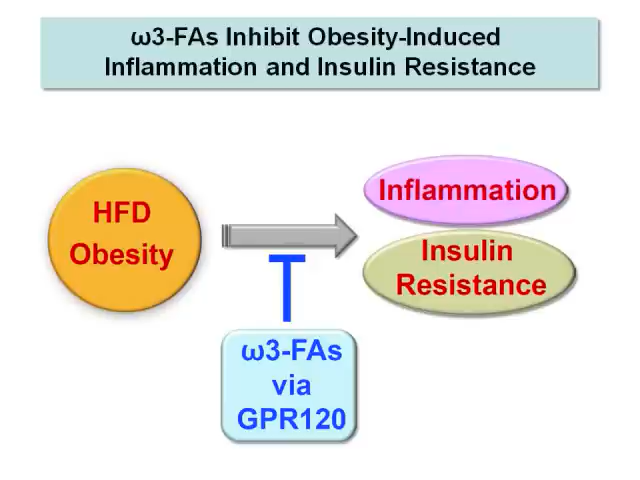 ω3-FAs Inhibit Obesity-Induced
Inflammation and Insulin Resistance
HFD
Obesity
Inflammation
Insulin
Resistance
ω3-FAs
via
GPR120